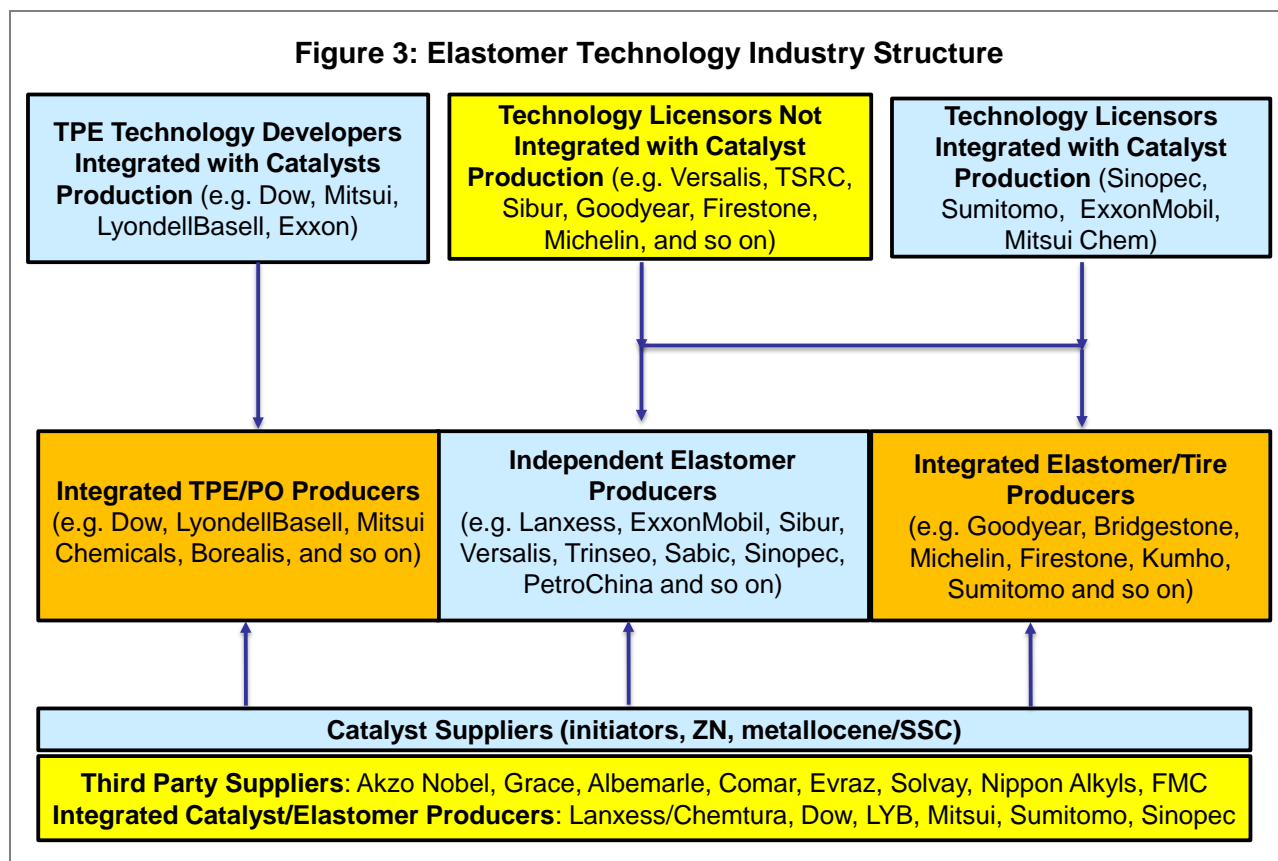 Figure 3: Elastomer Technology Industry Structure
TPE Technology Developers
Integrated with Catalysts
Production (e.g. Dow, Mitsui,
LyondellBasell, Exxon)
Technology Licensors Not
Integrated with Catalyst
Production (e.g. Versalis, TSRC,
Sibur, Goodyear, Firestone,
Michelin, and so on)
Technology Licensors
Integrated with Catalyst
Production (Sinopec,
Sumitomo, ExxonMobil,
Mitsui Chem)
Integrated TPE/PO Producers
(e.g. Dow, LyondellBasell, Mitsui
Chemicals, Borealis, and so on)
Independent Elastomer
Producers
(e.g. Lanxess, ExxonMobil, Sibur,
Versalis, Trinseo, Sabic, Sinopec,
PetroChina and so on)
Integrated Elastomer/Tire
Producers
(e.g. Goodyear, Bridgestone,
Michelin, Firestone, Kumho,
Sumitomo and so on)
Catalyst Suppliers (initiators, ZN, metallocene/SSC)
Third Party Suppliers: Akzo Nobel, Grace, Albemarle, Comar, Evraz, Solvay, Nippon Alkyls, FMC
Integrated Catalyst/Elastomer Producers: Lanxess/Chemtura, Dow, LYB, Mitsui, Sumitomo, Sinopec